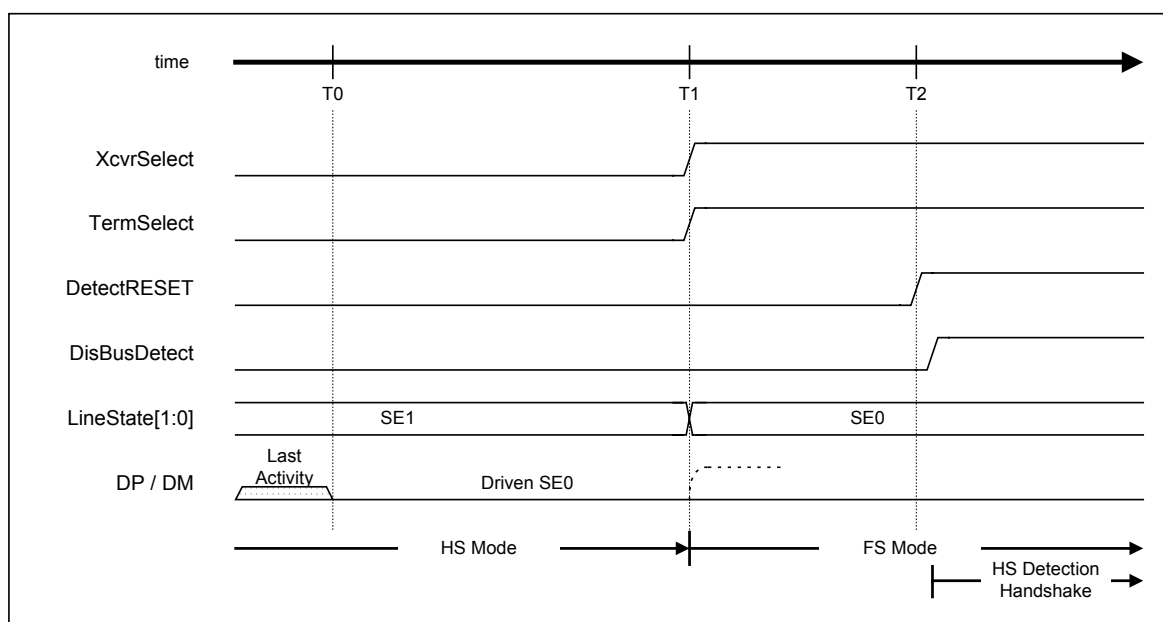 time
T0
T1
T2
XcvrSelect
TermSelect
DetectRESET
DisBusDetect
LineState[1:0]
SE1
SE0
DP / DM
Last
Activity
Driven SE0
HS Mode
FS Mode
HS Detection
Handshake